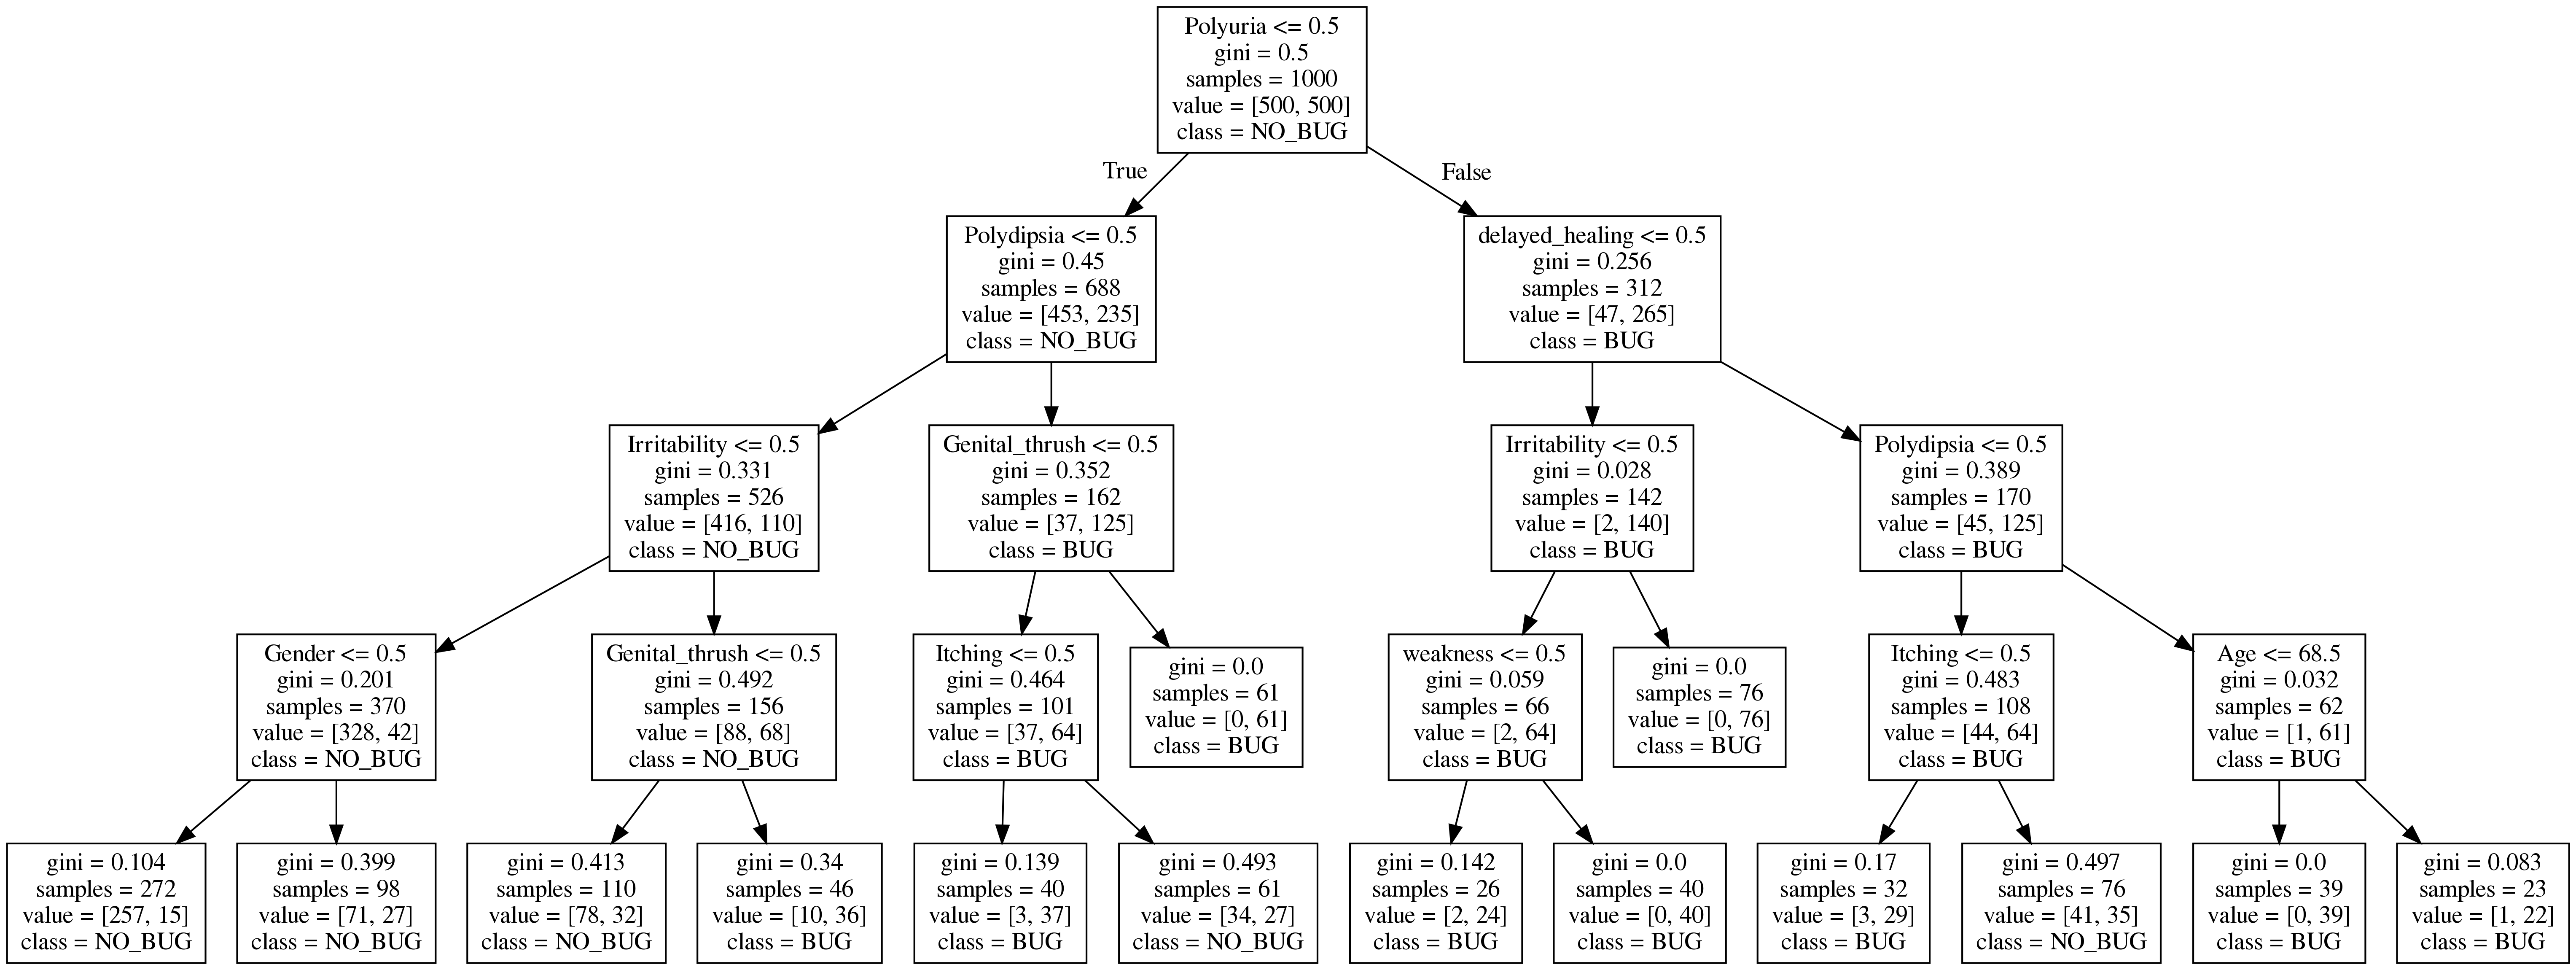 Polyuria <= 0.5
gini = 0.5
samples = 1000
value = [500, 500]
class = NO_BUG
True
False
Polydipsia <= 0.5
gini = 0.45
samples = 688
value = [453, 235]
class = NO_BUG
delayed_healing <= 0.5
gini = 0.256
samples = 312
value = [47, 265]
class = BUG
Irritability <= 0.5
gini = 0.331
samples = 526
value = [416, 110]
class = NO_BUG
Genital_thrush <= 0.5
gini = 0.352
samples = 162
value = [37, 125]
class = BUG
Irritability <= 0.5
gini = 0.028
samples = 142
value = [2, 140]
class = BUG
Polydipsia <= 0.5
gini = 0.389
samples = 170
value = [45, 125]
class = BUG
Gender <= 0.5
gini = 0.201
samples = 370
value = [328, 42]
class = NO_BUG
Genital_thrush <= 0.5
gini = 0.492
samples = 156
value = [88, 68]
class = NO_BUG
Itching <= 0.5
gini = 0.464
samples = 101
value = [37, 64]
class = BUG
gini = 0.0
samples = 61
value = [0, 61]
class = BUG
weakness <= 0.5
gini = 0.059
samples = 66
value = [2, 64]
class = BUG
gini = 0.0
samples = 76
value = [0, 76]
class = BUG
Itching <= 0.5
gini = 0.483
samples = 108
value = [44, 64]
class = BUG
Age <= 68.5
gini = 0.032
samples = 62
value = [1, 61]
class = BUG
gini = 0.104
samples = 272
value = [257, 15]
class = NO_BUG
gini = 0.399
samples = 98
value = [71, 27]
class = NO_BUG
gini = 0.413
samples = 110
value = [78, 32]
class = NO_BUG
gini = 0.34
samples = 46
value = [10, 36]
class = BUG
gini = 0.139
samples = 40
value = [3, 37]
class = BUG
gini = 0.493
samples = 61
value = [34, 27]
class = NO_BUG
gini = 0.142
samples = 26
value = [2, 24]
class = BUG
gini = 0.0
samples = 40
value = [0, 40]
class = BUG
gini = 0.17
samples = 32
value = [3, 29]
class = BUG
gini = 0.497
samples = 76
value = [41, 35]
class = NO_BUG
gini = 0.0
samples = 39
value = [0, 39]
class = BUG
gini = 0.083
samples = 23
value = [1, 22]
class = BUG